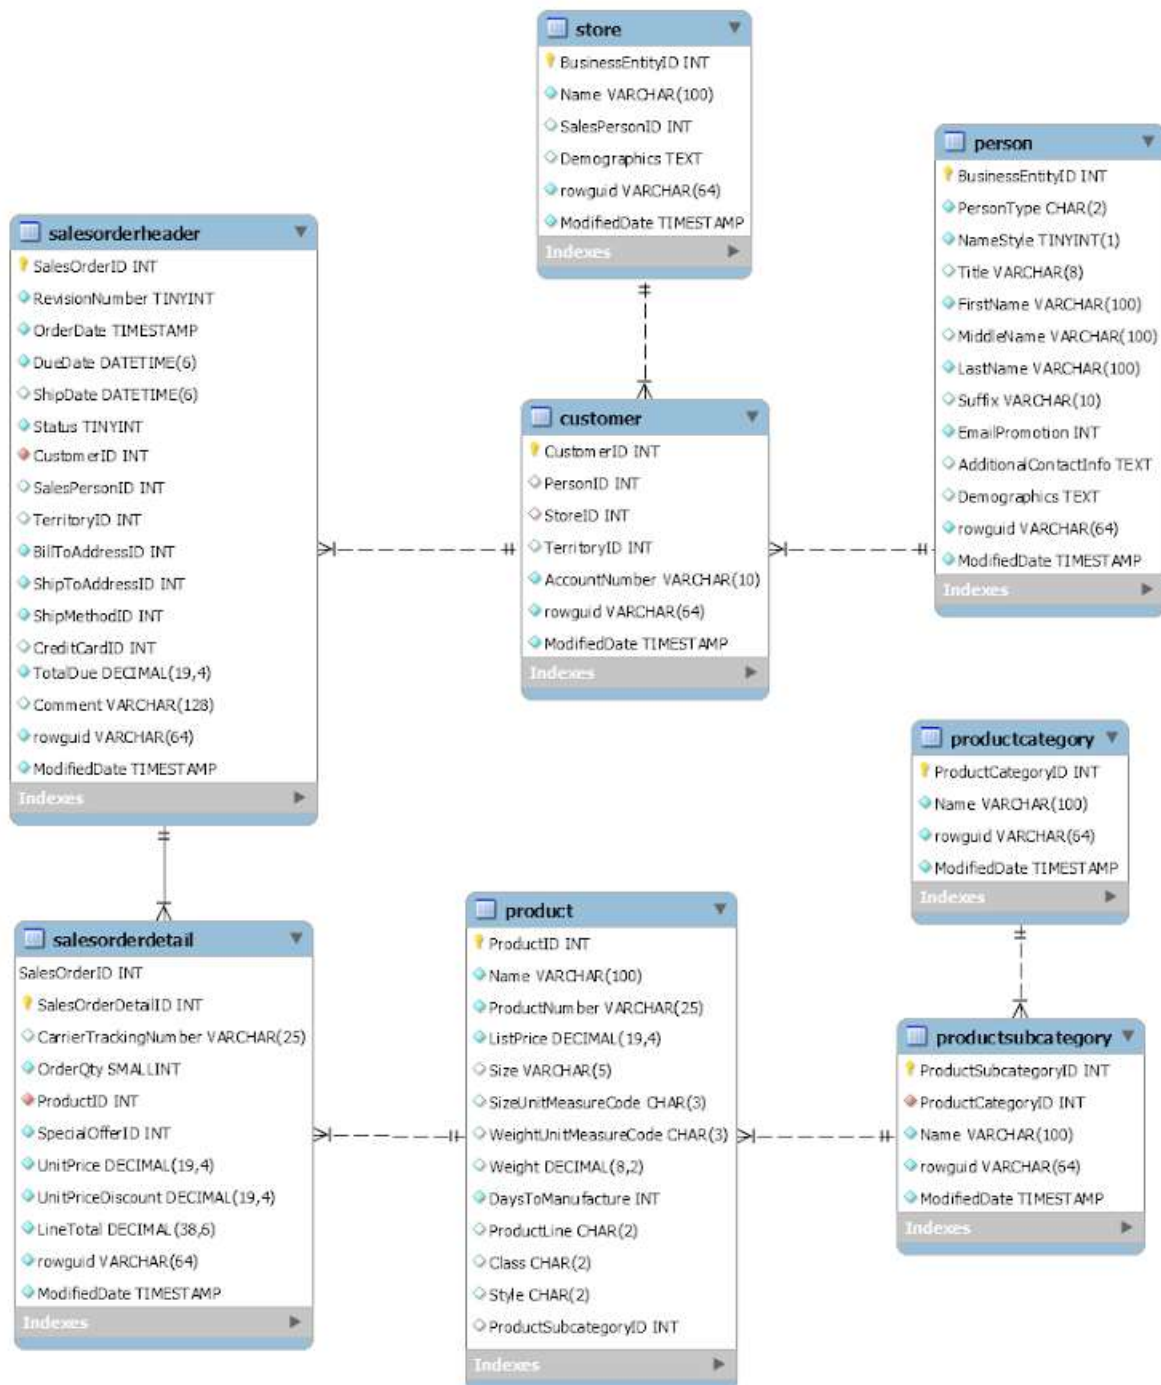 store
BusinessEntityID INT
Name VARCHAR(100)
SalesPersonID INT
Demographics TEXT
rowguid VARCHAR(64)
ModifiedDate TIMESTAMP
Indexes
person
BusinessEntityID INT
PersonType CHAR(2)
NameStyle TINYINT(1)
Title VARCHAR(8)
FirstName VARCHAR(100)
MiddleName VARCHAR(100)
LastName VARCHAR(100)
Suffix VARCHAR(10)
EmailPromotion INT
AdditionalContactInfo TEXT
Demographics TEXT
rowguid VARCHAR(64)
ModifiedDate TIMESTAMP
Indexes
salesorderheader
SalesOrderID INT
RevisionNumber TINYINT
OrderDate TIMESTAMP
DueDate DATETIME(6)
ShipDate DATETIME(6)
Status TINYINT
CustomerID INT
SalesPersonID INT
TerritoryID INT
BillToAddressID INT
ShipToAddressID INT
ShipMethodID INT
CreditCardID INT
TotalDue DECIMAL(19,4)
Comment VARCHAR(128)
rowguid VARCHAR(64)
ModifiedDate TIMESTAMP
Indexes
customer
CustomerID INT
PersonID INT
StoreID INT
TerritoryID INT
AccountNumber VARCHAR(10)
rowguid VARCHAR(64)
ModifiedDate TIMESTAMP
Indexes
productcategory
ProductCategoryID INT
Name VARCHAR(100)
rowguid VARCHAR(64)
ModifiedDate TIMESTAMP
Indexes
salesorderdetail
SalesOrderID INT
SalesOrderDetailID INT
CarrierTrackingNumber VARCHAR(25)
OrderQty SMALLINT
ProductID INT
SpecialOfferID INT
UnitPrice DECIMAL(19,4)
UnitPriceDiscount DECIMAL(19,4)
LineTotal DECIMAL(38,6)
rowguid VARCHAR(64)
ModifiedDate TIMESTAMP
Indexes
product
ProductID INT
Name VARCHAR(100)
ProductNumber VARCHAR(25)
ListPrice DECIMAL(19,4)
Size VARCHAR(5)
SizeUnitMeasureCode CHAR(3)
WeightUnitMeasureCode CHAR(3)
Weight DECIMAL(8,2)
DaysToManufacture INT
ProductLine CHAR(2)
Class CHAR(2)
Style CHAR(2)
ProductSubcategoryID INT
Indexes
productsubcategory
ProductSubcategoryID INT
ProductCategoryID INT
Name VARCHAR(100)
rowguid VARCHAR(64)
ModifiedDate TIMESTAMP
Indexes